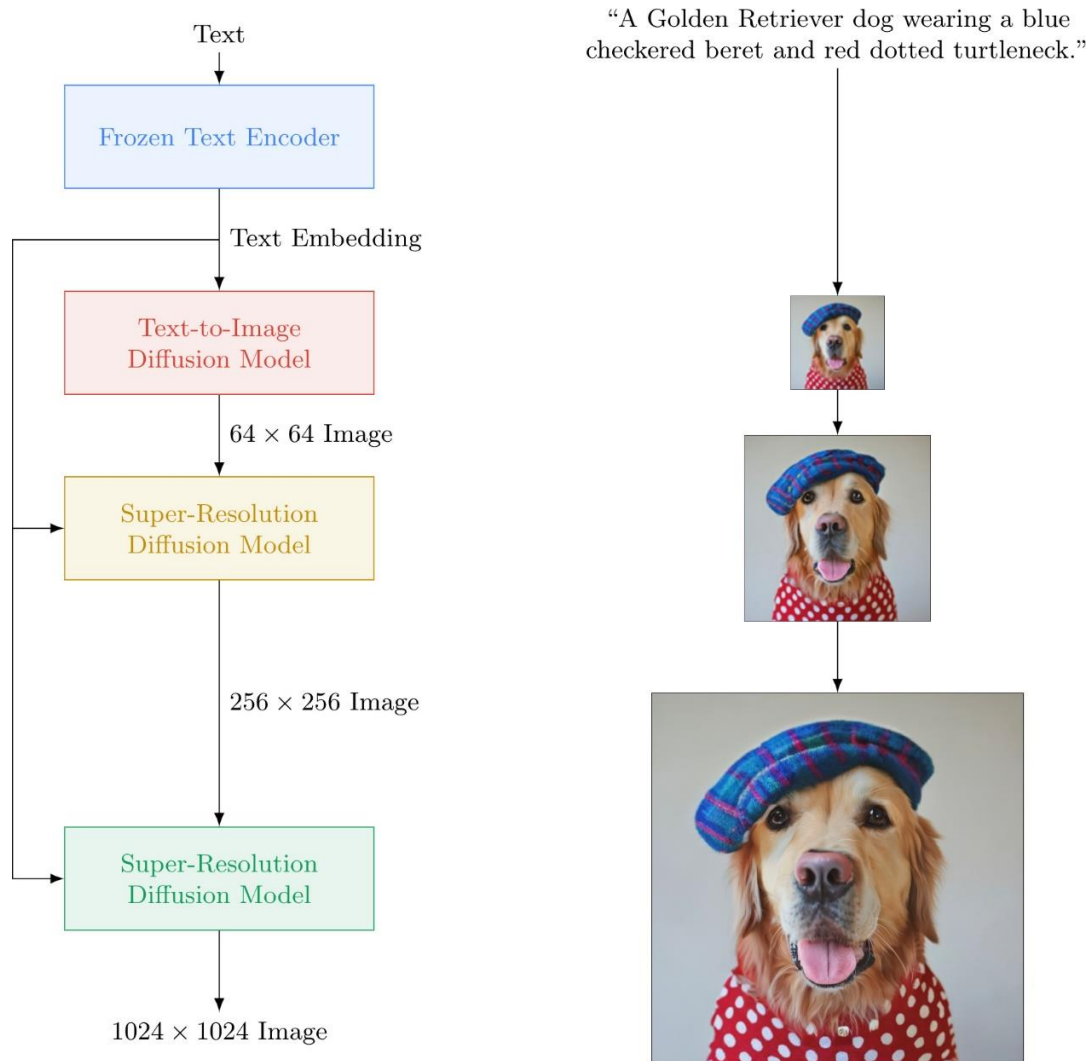 Text
Frozen Text Encoder
Text Embedding
Text-to-Image
Diffusion Model
64 × 64 Image
Super-Resolution
Diffusion Model
256 × 256 Image
Super-Resolution
Diffusion Model
1024 × 1024 Image
“A Golden Retriever dog wearing a blue
checkered beret and red dotted turtleneck.”